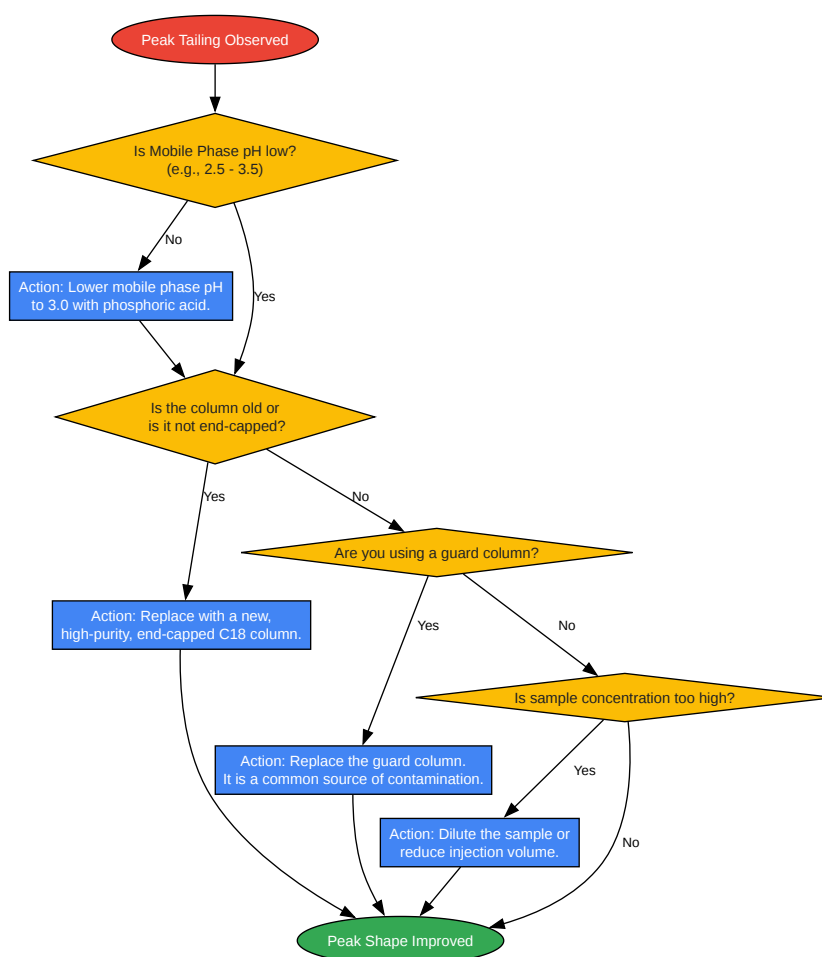 Peak Tailing Observed
Is Mobile Phase pH low?
(e.g., 2.5 - 3.5)
No
Action: Lower mobile phase pH
to 3.0 with phosphoric acid.
Yes
Is the column old or
is it not end-capped?
Yes
No
Are you using a guard column?
Action: Replace with a new,
high-purity, end-capped C18 column.
Yes
No
Is sample concentration too high?
Action: Replace the guard column.
It is a common source of contamination.
Yes
Action: Dilute the sample or
reduce injection volume.
No
Peak Shape Improved